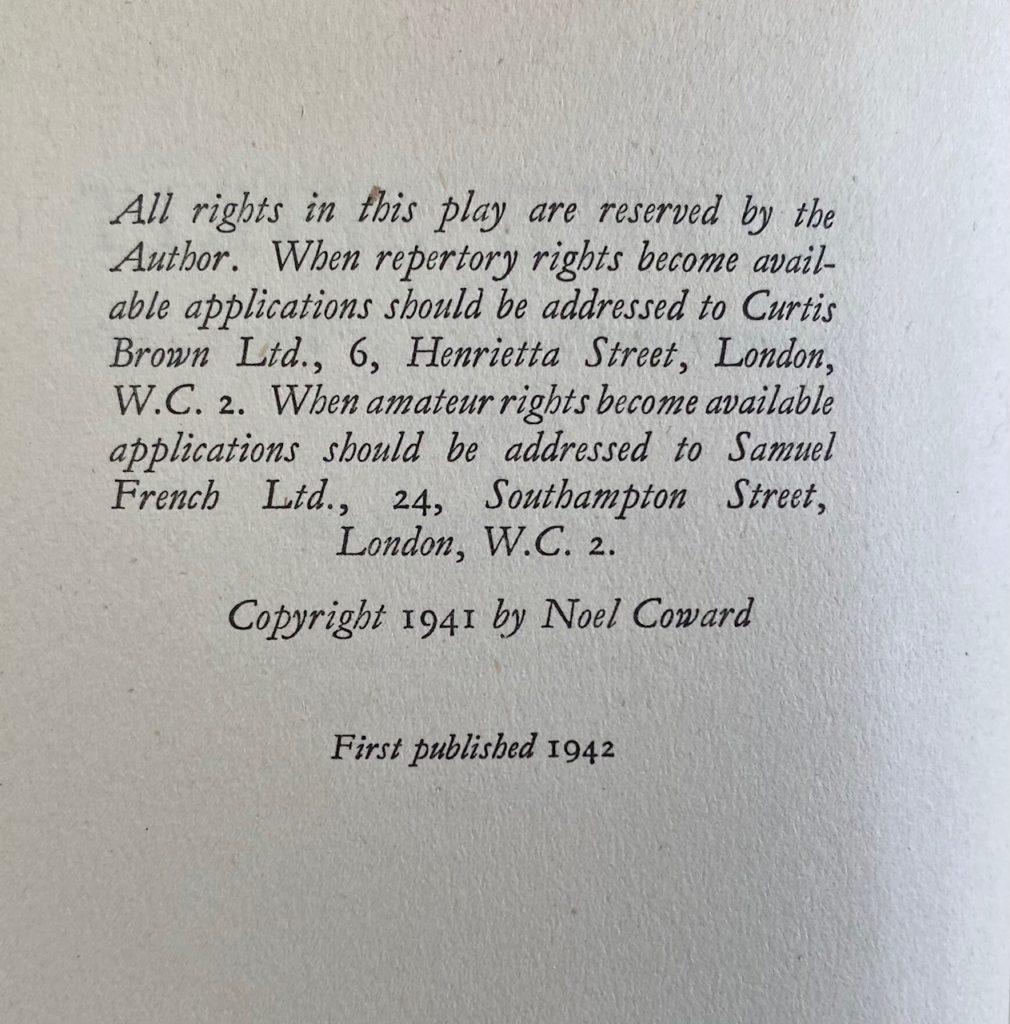 All rights in this play are reserved by the
Author. When repertory rights become avail-
able applications should be addressed to Curtis
Brown Ltd., 6, Henrietta Street, London,
W.C. 2. When amateur rights become available
applications should be addressed to Samuel
French Ltd., 24, Southampton Street,
London, W.C. 2.
Copyright 1941 by Noel Coward
First published 1942